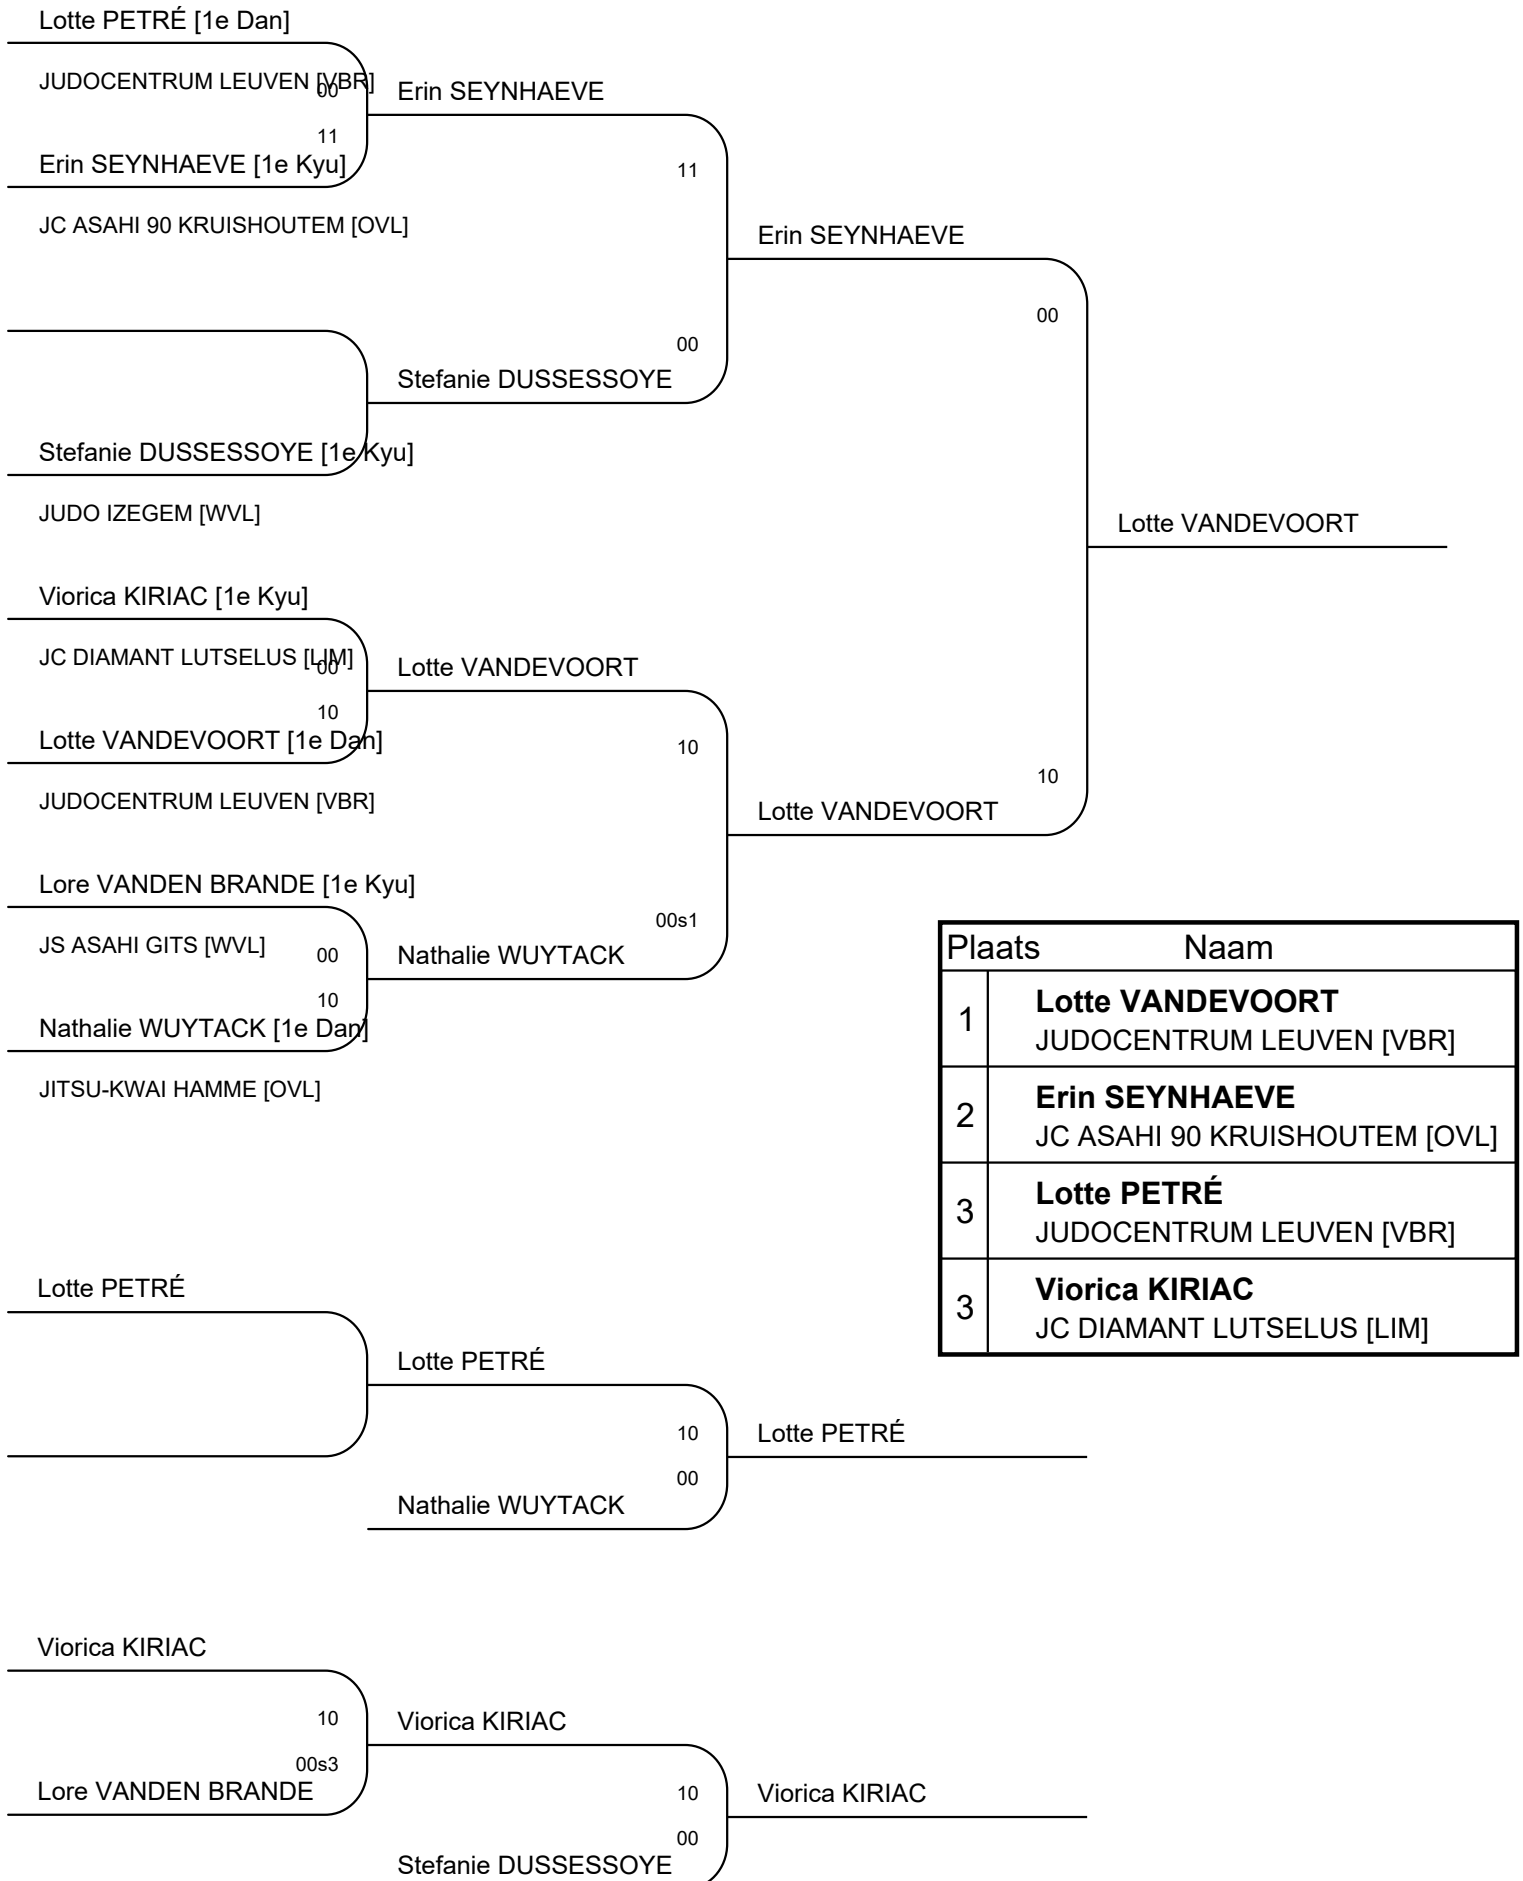 Lotte PETRÉ [1e Dan]
JUDOCENTRUM LEUVEN [VBR]
00
Erin SEYNHAEVE
11
Erin SEYNHAEVE [1e Kyu]
11
JC ASAHI 90 KRUISHOUTEM [OVL]
Erin SEYNHAEVE
00
00
Stefanie DUSSESSOYE
Stefanie DUSSESSOYE [1e Kyu]
JUDO IZEGEM [WVL]
Lotte VANDEVOORT
Viorica KIRIAC [1e Kyu]
JC DIAMANT LUTSELUS [LIM]
00
Lotte VANDEVOORT
10
Lotte VANDEVOORT [1e Dan]
10
10
JUDOCENTRUM LEUVEN [VBR]
Lotte VANDEVOORT
Lore VANDEN BRANDE [1e Kyu]
00s1
JS ASAHI GITS [WVL]
00
Nathalie WUYTACK
10
Nathalie WUYTACK [1e Dan]
JITSU-KWAI HAMME [OVL]
Plaats Naam
1 Lotte VANDEVOORT
JUDOCENTRUM LEUVEN [VBR]
2 Erin SEYNHAEVE
JC ASAHI 90 KRUISHOUTEM [OVL]
3 Lotte PETRÉ
JUDOCENTRUM LEUVEN [VBR]
3 Viorica KIRIAC
JC DIAMANT LUTSELUS [LIM]
Lotte PETRÉ
Lotte PETRÉ
10
Lotte PETRÉ
00
Nathalie WUYTACK
Viorica KIRIAC
10
Viorica KIRIAC
00s3
Lore VANDEN BRANDE
10
Viorica KIRIAC
00
Stefanie DUSSESSOYE